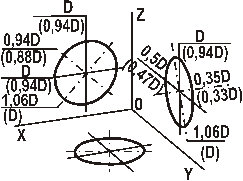 D
(0,94D)
Z
0,94D
(0,88D)
D
(0,94D)
1,06D
(D)
0,5D
(0,47D)
D
(0,94D)
0,35D
(0,33D)
1,06D
(D)
0
X
Y